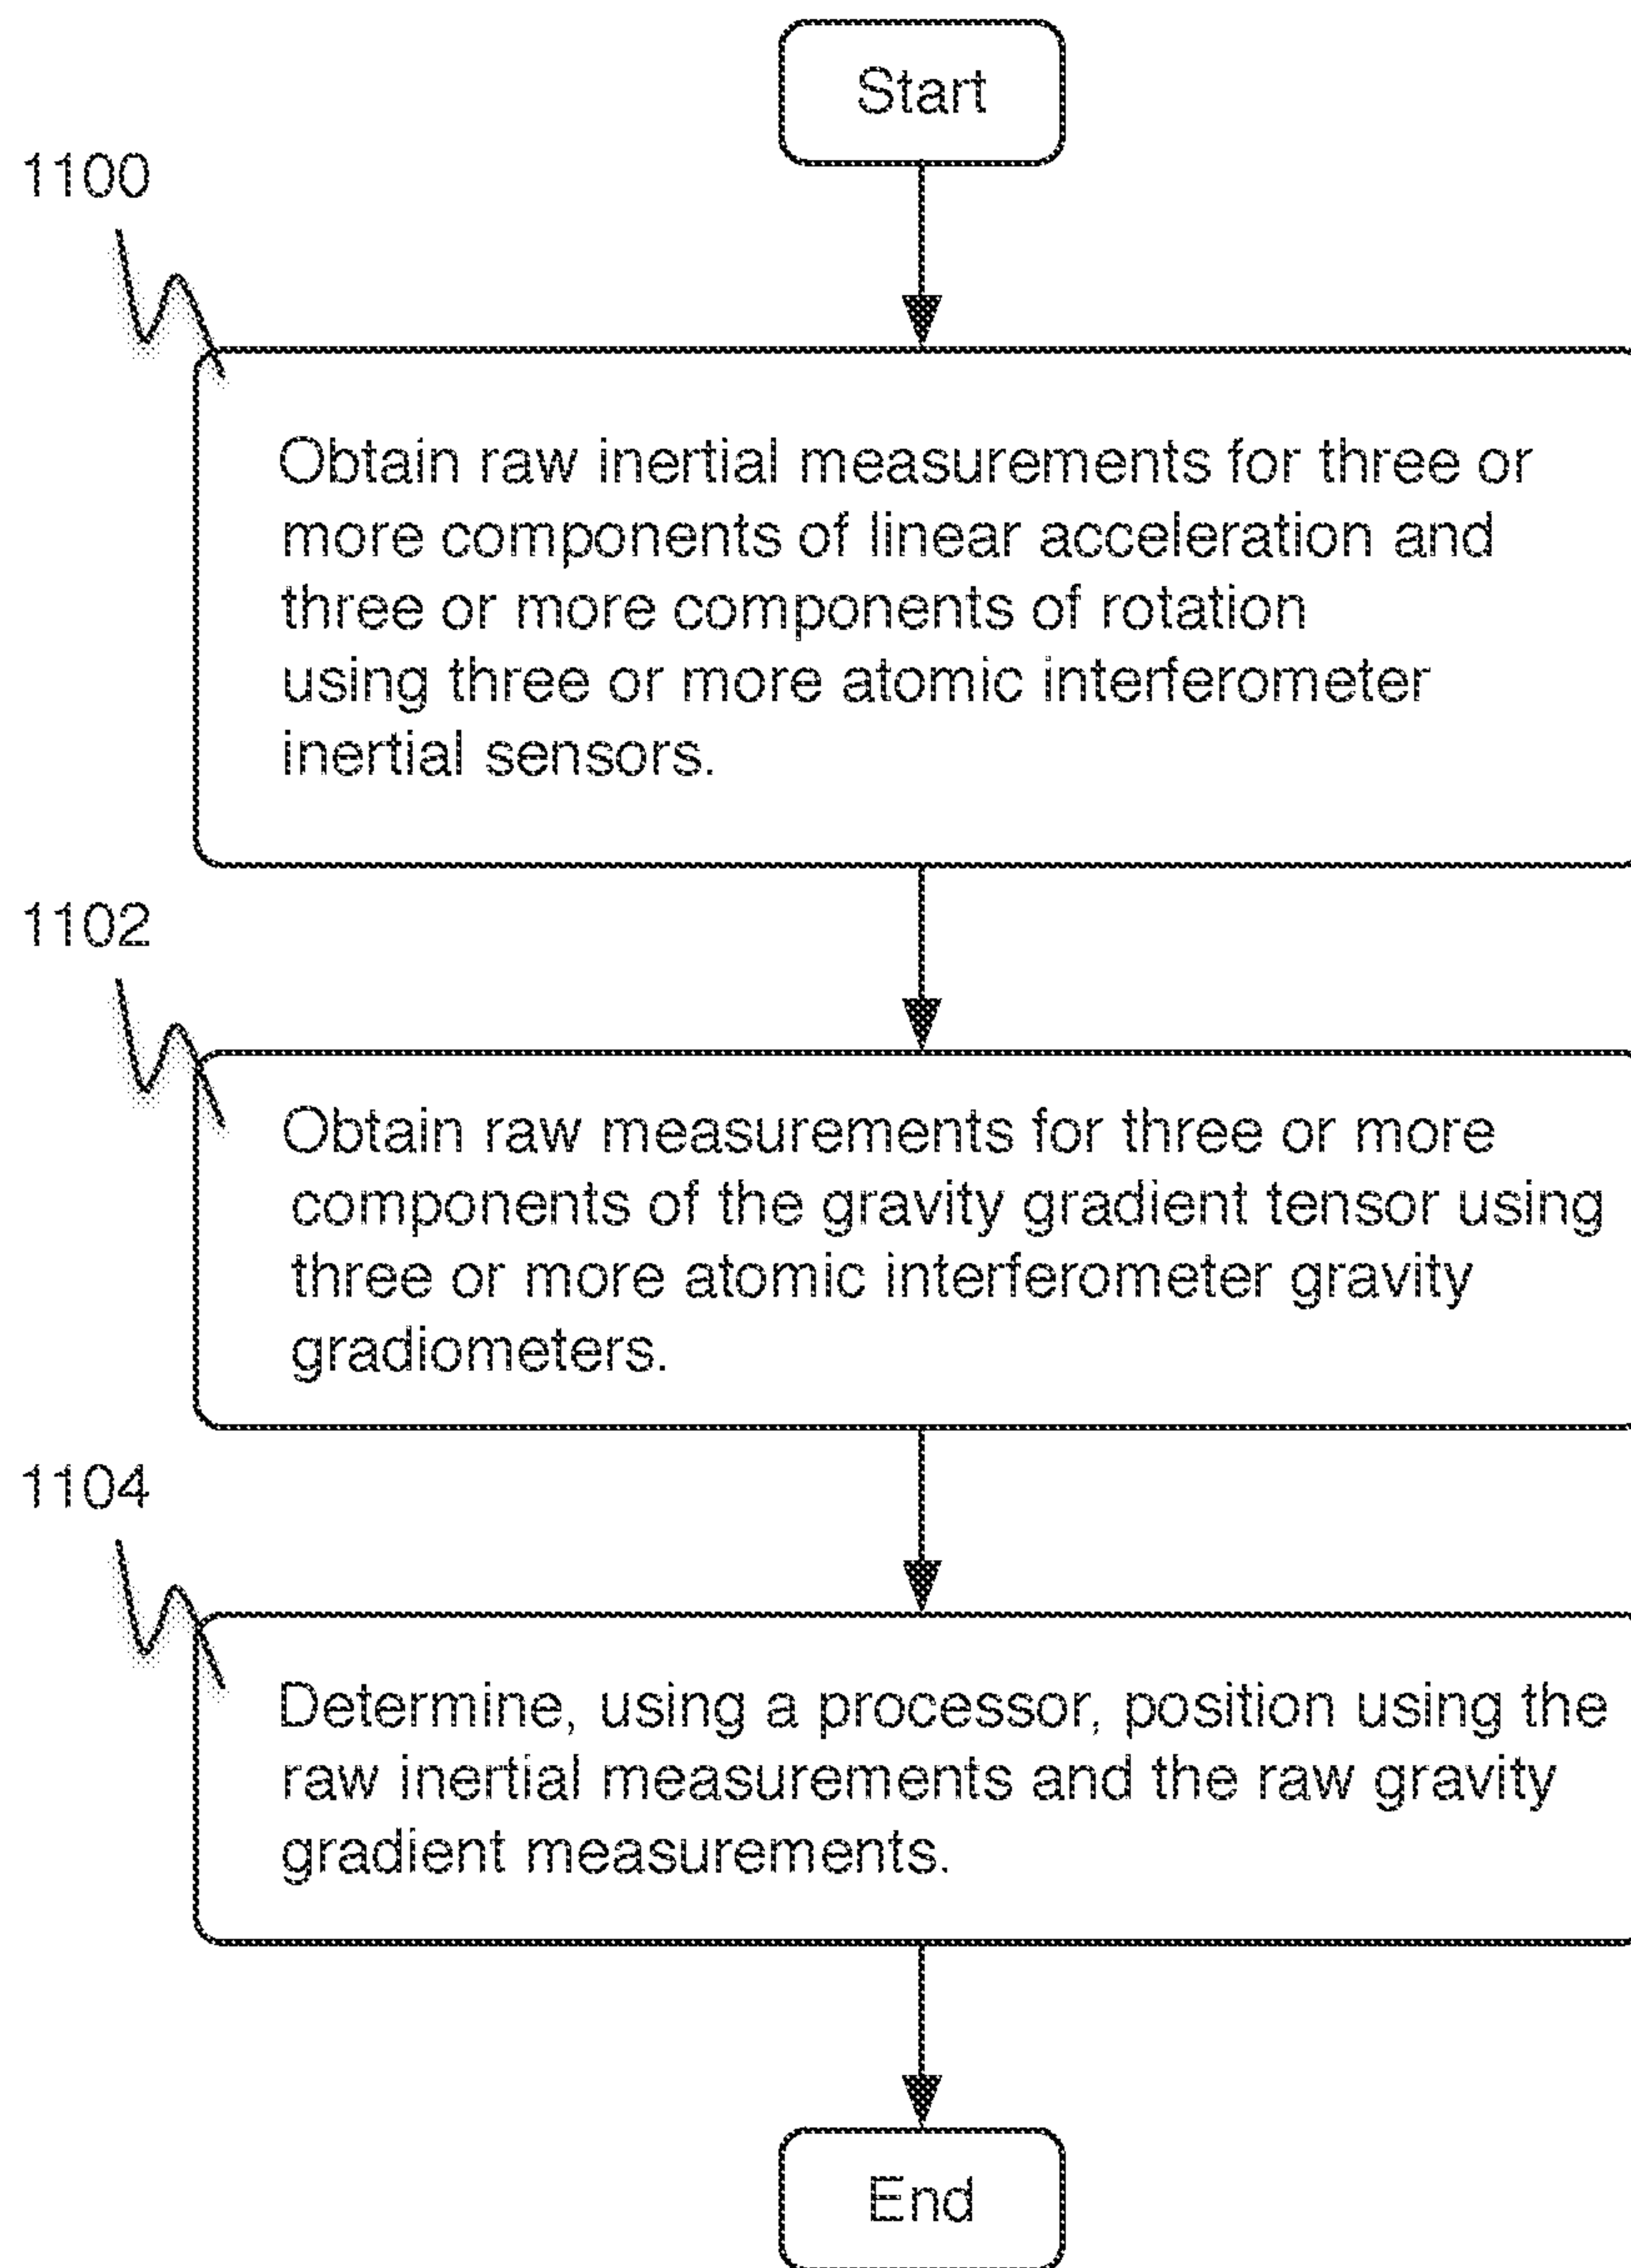 Start
1100
Obtain raw inertial measurements for three or
more components of linear acceleration and
three or more components of rotation
using three or more atomic interferometer
inertial sensors.
1102
Obtain raw measurements for three or more
components of the gravity gradient tensor using
three or more atomic interferometer gravity
gradiometers.
1104
Determine, using a processor, position using the
raw inertial measurements and the raw gravity
gradient measurements.
End